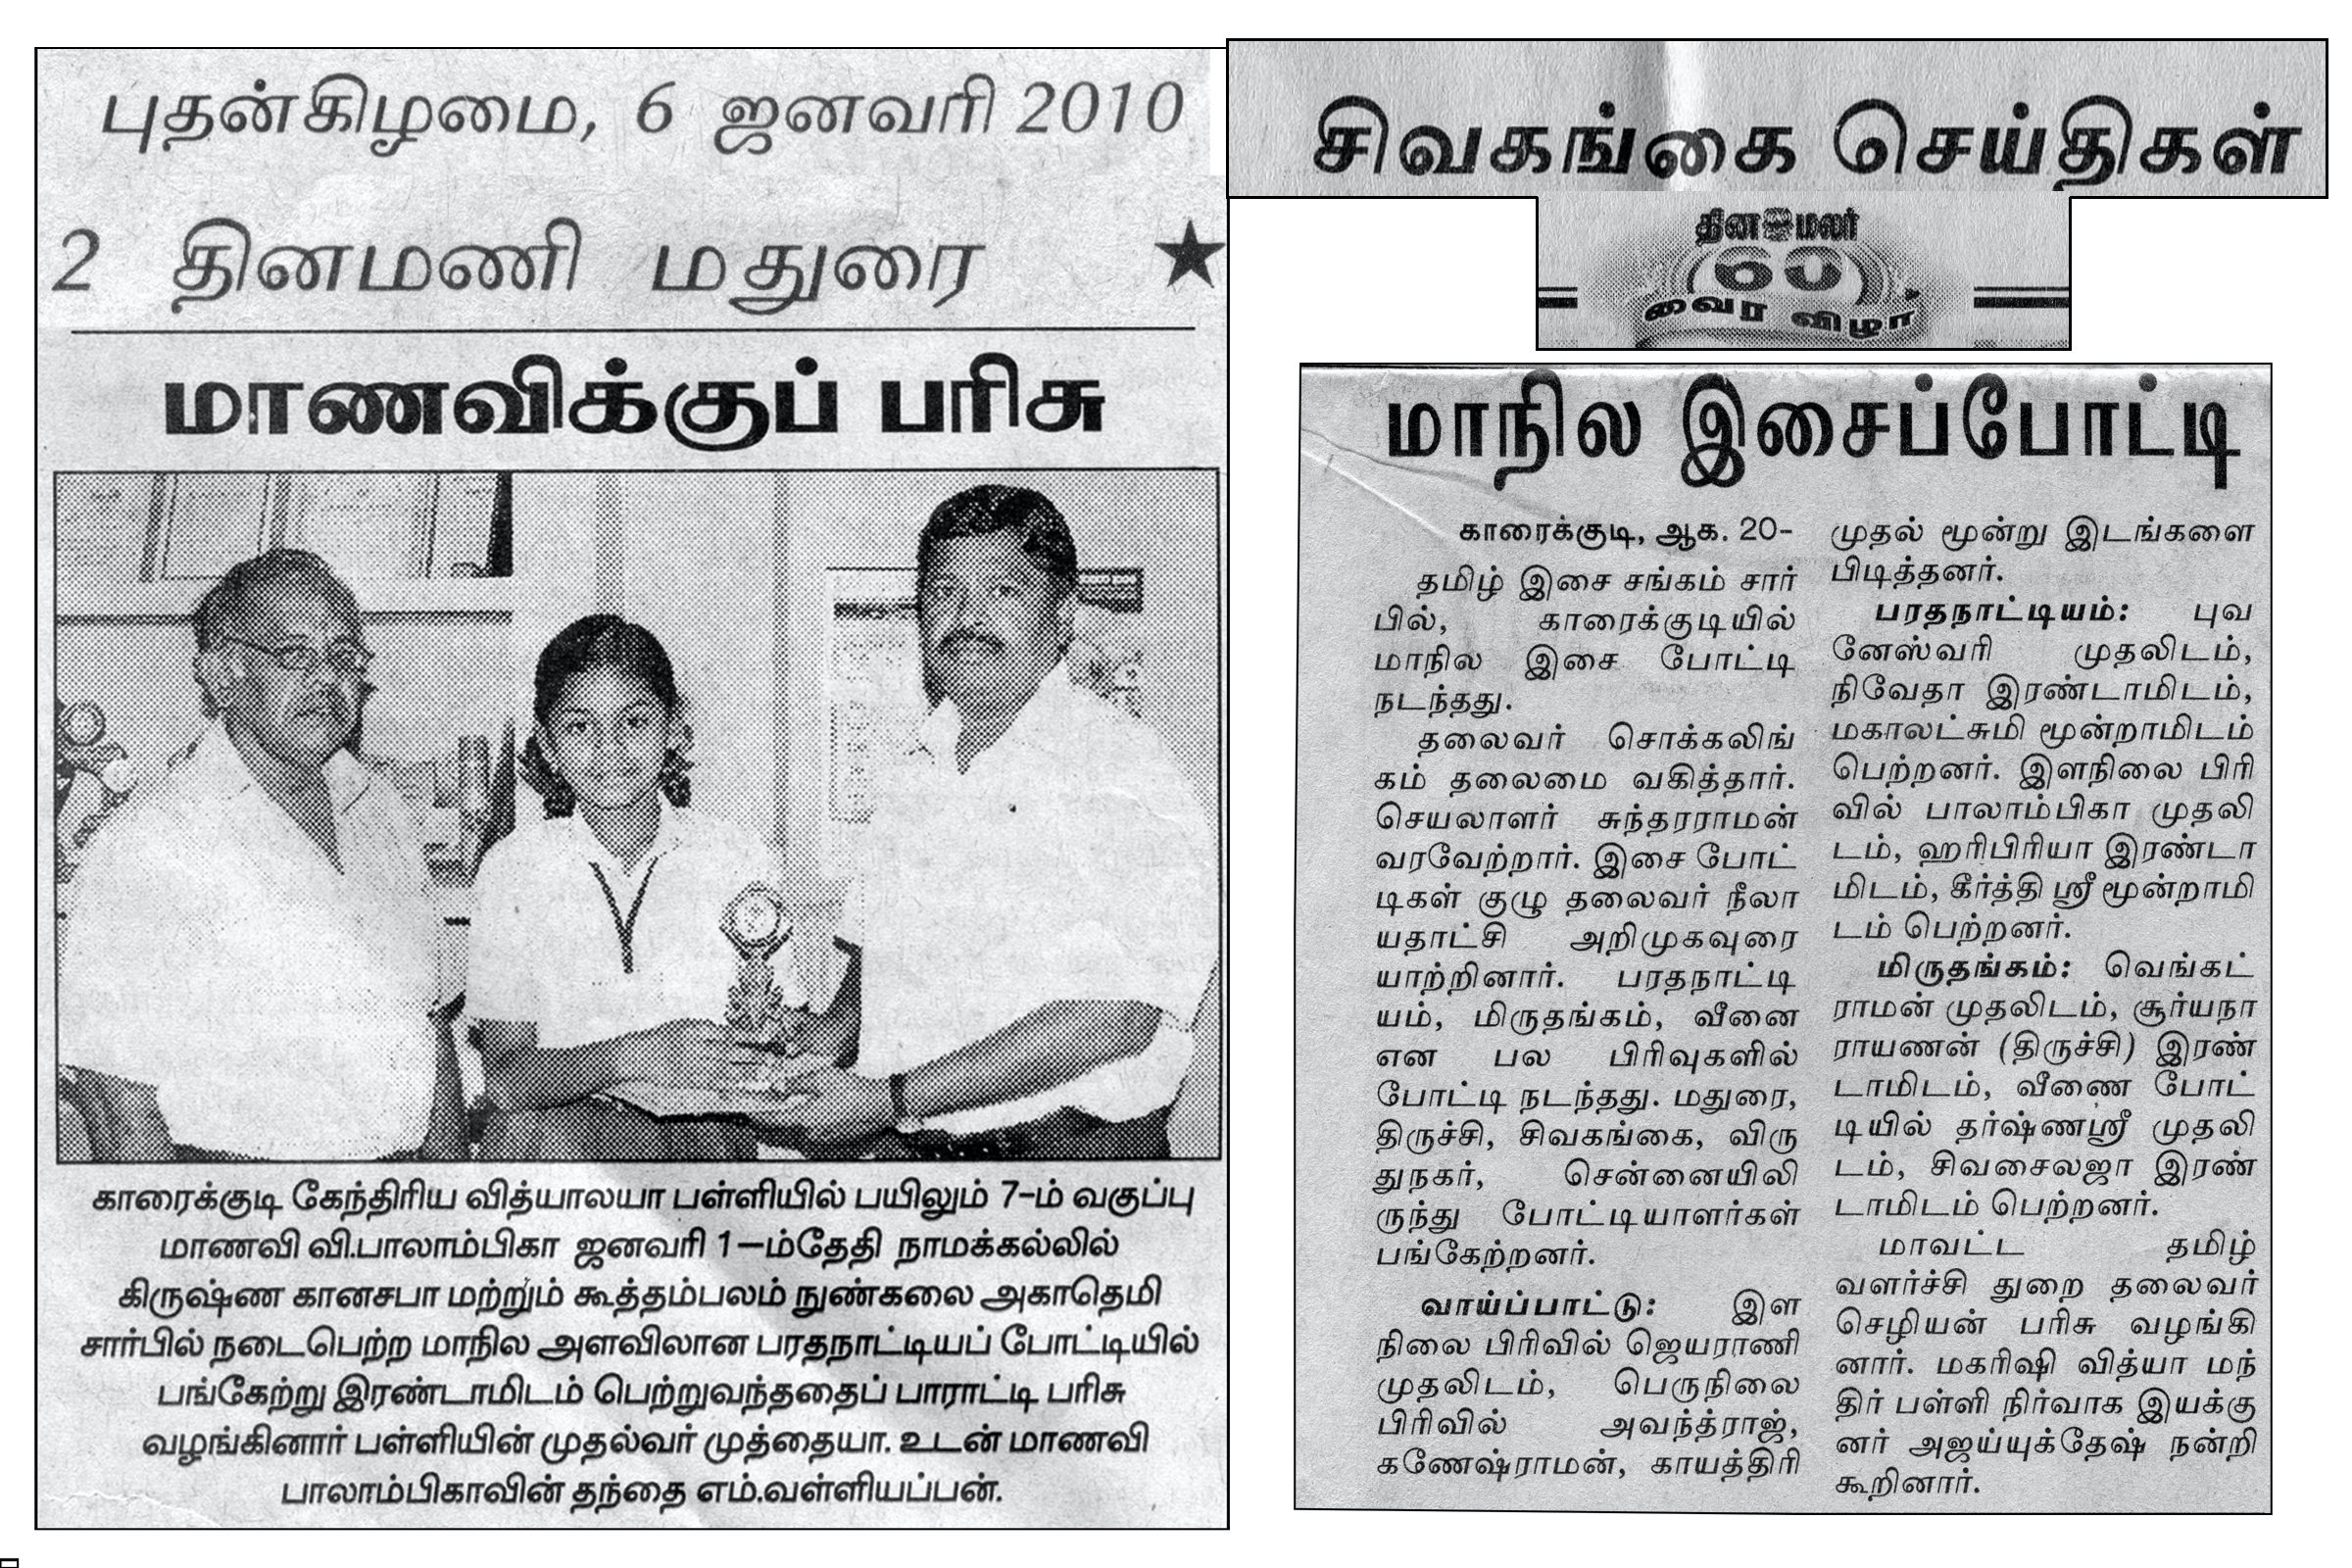 புதன்கிழமை, 6 ஜனவரி 2010
2 தினமணி மதுரை
மாணவிக்குப் பரிசு
காரைக்குடி கேந்திரிய வித்யாலயா பள்ளியில் பயிலும் 7-ம் வகுப்பு
மாணவி வி.பாலாம்பிகா ஜனவரி 1-ம்தேதி நாமக்கல்லில்
கிருஷ்ண கானசபா மற்றும் கூத்தம்பலம் நுண்கலை அகாதெமி
சார்பில் நடைபெற்ற மாநில அளவிலான பரதநாட்டியப் போட்டியில்
பங்கேற்று இரண்டாமிடம் பெற்றுவந்ததைப் பாராட்டி பரிசு
வழங்கினார் பள்ளியின் முதல்வர் முத்தையா. உடன் மாணவி
பாலாம்பிகாவின் தந்தை எம்.வள்ளியப்பன்.
சிவகங்கை செய்திகள்
தினமலர்
60
வைர விழா
மாநில இசைப்போட்டி
காரைக்குடி, ஆக. 20-
தமிழ் இசை சங்கம் சார்
பில், காரைக்குடியில்
மாநில இசை போட்டி
நடந்தது.
தலைவர் சொக்கலிங்
கம் தலைமை வகித்தார்.
செயலாளர் சுந்தரராமன்
வரவேற்றார். இசை போட்
டிகள் குழு தலைவர் நீலா
யதாட்சி அறிமுகவுரை
யாற்றினார். பரதநாட்டி
யம், மிருதங்கம், வீனை
என பல பிரிவுகளில்
போட்டி நடந்தது. மதுரை,
திருச்சி, சிவகங்கை, விரு
துநகர், சென்னையிலி
ருந்து போட்டியாளர்கள்
பங்கேற்றனர்.
வாய்ப்பாட்டு: இள
நிலை பிரிவில் ஜெயராணி
முதலிடம், பெருநிலை
பிரிவில் அவந்த்ராஜ்,
கணேஷ்ராமன், காயத்திரி
முதல் மூன்று இடங்களை
பிடித்தனர்.
பரதநாட்டியம்: புவ
னேஸ்வரி முதலிடம்,
நிவேதா இரண்டாமிடம்,
மகாலட்சுமி மூன்றாமிடம்
பெற்றனர். இளநிலை பிரி
வில் பாலாம்பிகா முதலி
டம், ஹரிபிரியா இரண்டா
மிடம், கீர்த்தி ஸ்ரீ மூன்றாமி
டம் பெற்றனர்.
மிருதங்கம்: வெங்கட்
ராமன் முதலிடம், சூர்யநா
ராயணன் (திருச்சி) இரண்
டாமிடம், வீணை போட்
டியில் தர்ஷ்ணஸ்ரீ முதலி
டம், சிவசைலஜா இரண்
டாமிடம் பெற்றனர்.
மாவட்ட தமிழ்
வளர்ச்சி துறை தலைவர்
செழியன் பரிசு வழங்கி
னார். மகரிஷி வித்யா மந்
திர் பள்ளி நிர்வாக இயக்கு
னர் அஜய்யுக்தேஷ் நன்றி
கூறினார்.